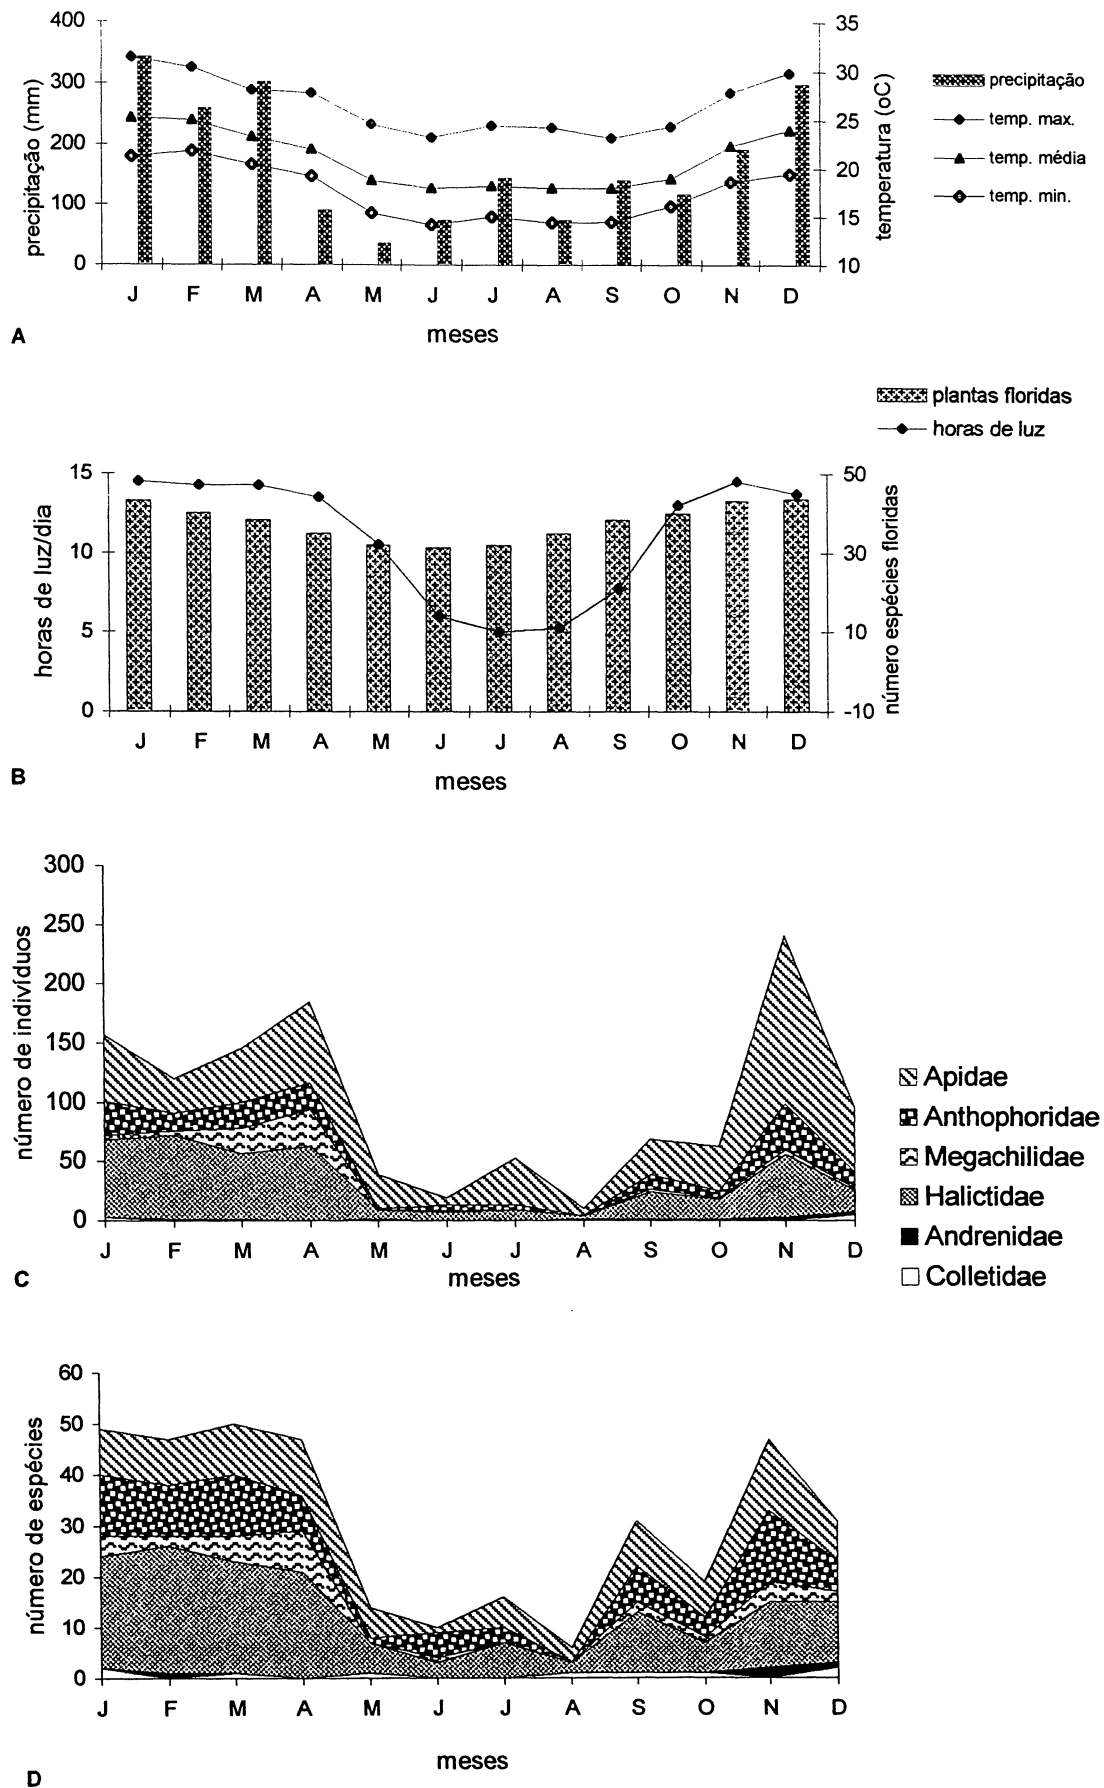 400
300
200
100
0
precipitação (mm)
35
30
25
20
15
10
temperatura (oC)
precipitação
temp. max.
temp. média
temp. min.
J F M A M J J A S O N D
meses
A
plantas floridas
horas de luz
15
10
5
0
horas de luz/dia
50
30
10
-10
número espécies floridas
J F M A M J J A S O N D
meses
B
300
250
200
150
100
50
0
número de indivíduos
J F M A M J J A S O N D
meses
C
Apidae
Anthophoridae
Megachilidae
Halictidae
Andrenidae
Colletidae
60
50
40
30
20
10
0
número de espécies
J F M A M J J A S O N D
meses
D